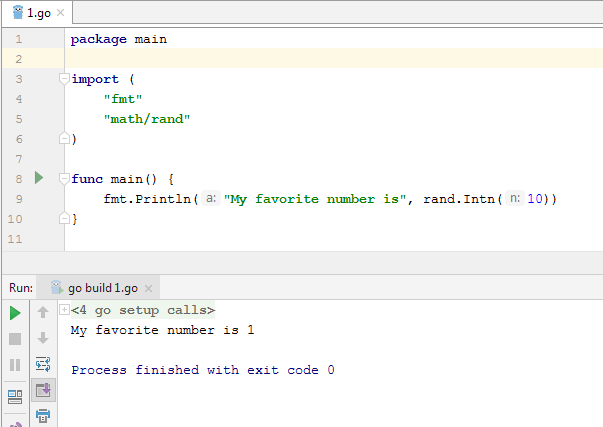 1.go
1 package main
2
3 import (
4 "fmt"
5 "math/rand"
6 )
7
8 func main() {
9 fmt.Println( a: "My favorite number is", rand.Intn( n: 10))
10 }
11
Run: go build 1.go
<4 go setup calls>
My favorite number is 1
Process finished with exit code 0